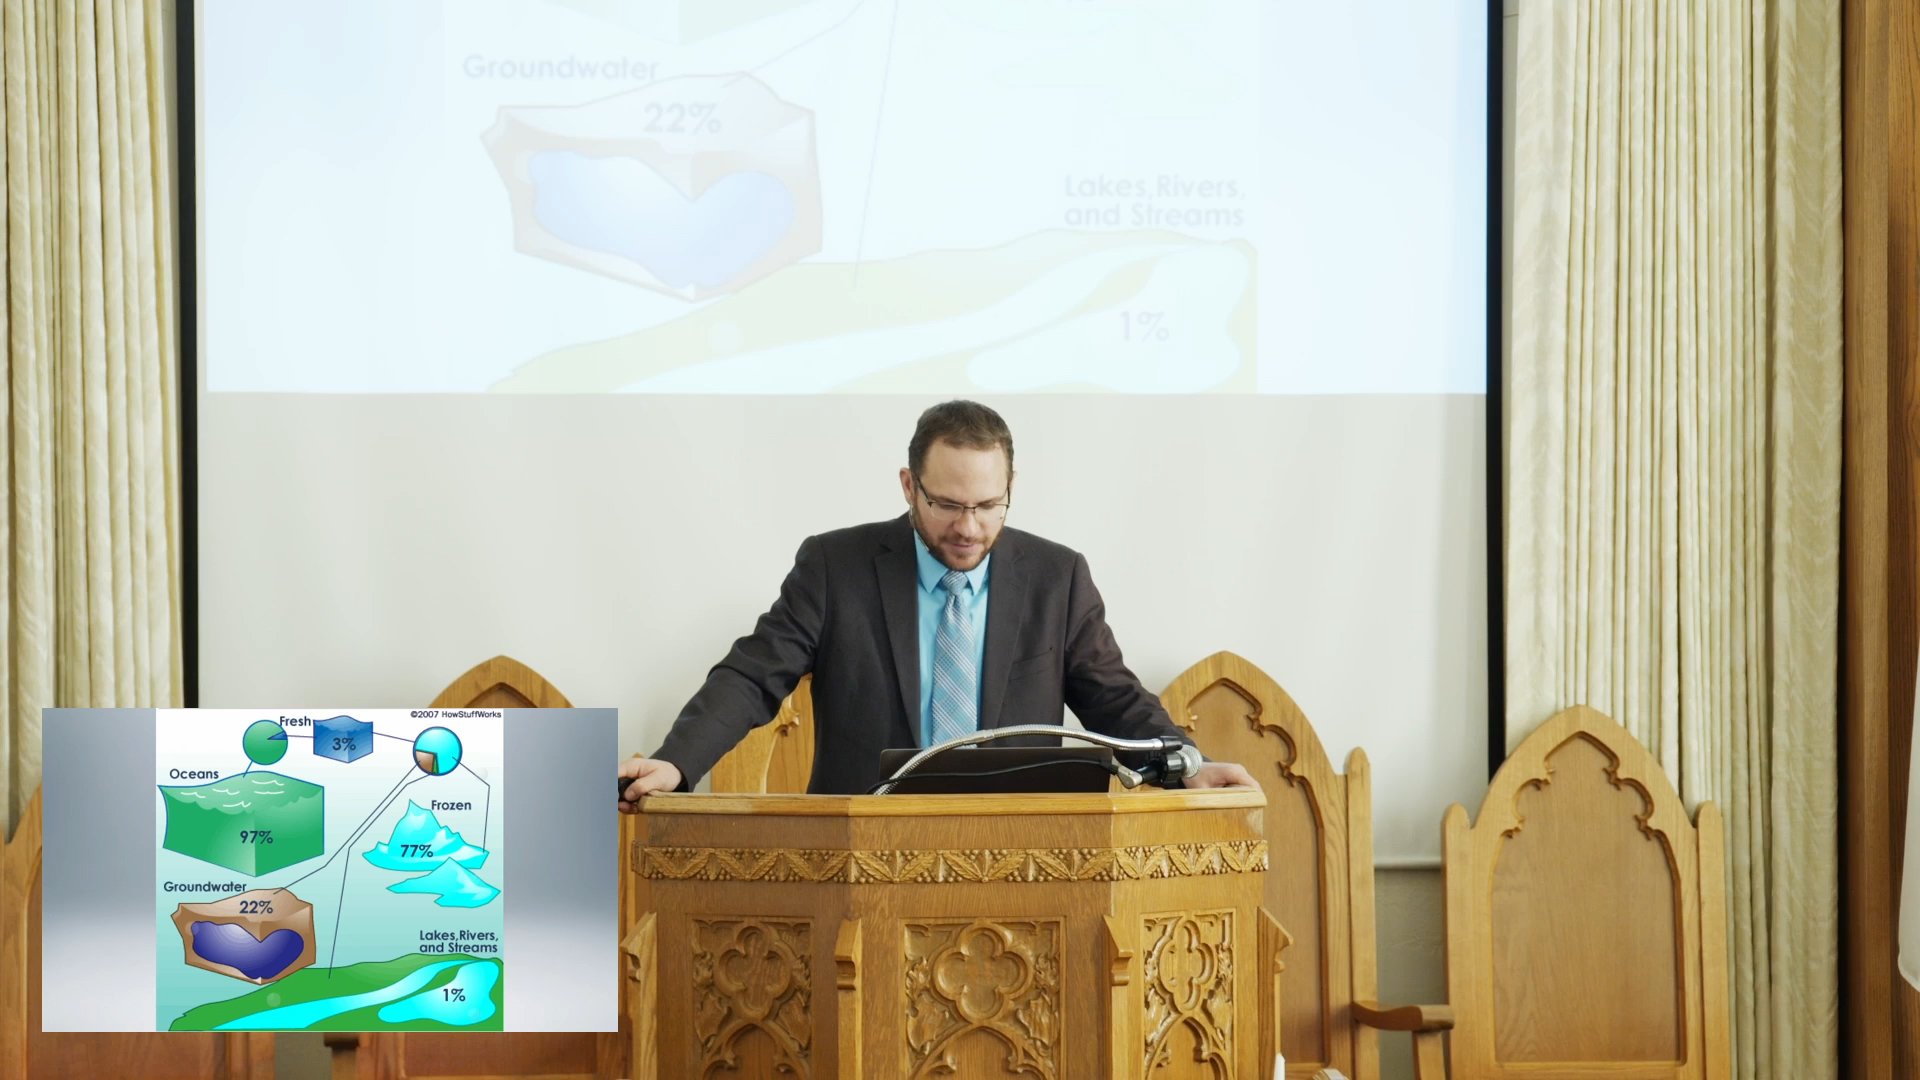 Groundwater
22%
Lakes,Rivers,
and Streams
1%
©2007 HowStuffWorks
Fresh
3%
Oceans
97%
Frozen
77%
Groundwater
22%
Lakes,Rivers,
and Streams
1%